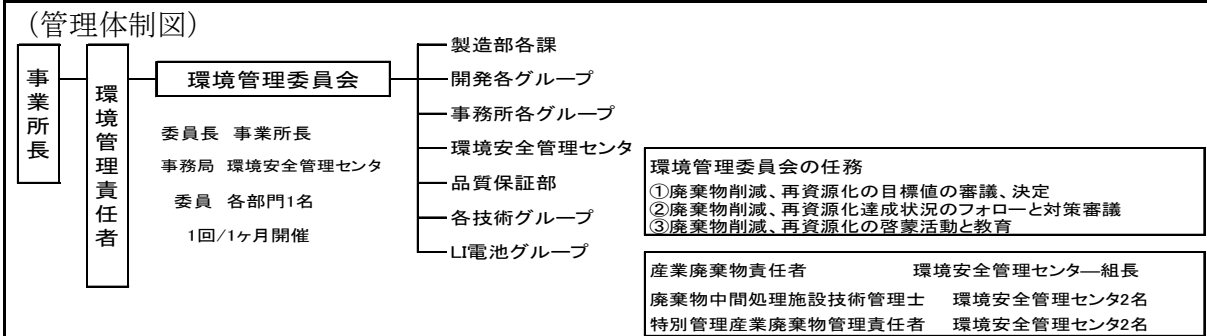 (管理体制図)
事業所長
環境管理責任者
環境管理委員会
委員長 事業所長
事務局 環境安全管理センタ
委員 各部門1名
1回/1ヶ月開催
製造部各課
開発各グループ
事務所各グループ
環境安全管理センタ
品質保証部
各技術グループ
LI電池グループ
環境管理委員会の任務
①廃棄物削減、再資源化の目標値の審議、決定
②廃棄物削減、再資源化達成状況のフォローと対策審議
③廃棄物削減、再資源化の啓蒙活動と教育
産業廃棄物責任者 環境安全管理センタ―組長
廃棄物中間処理施設技術管理士 環境安全管理センタ2名
特別管理産業廃棄物管理責任者 環境安全管理センタ2名